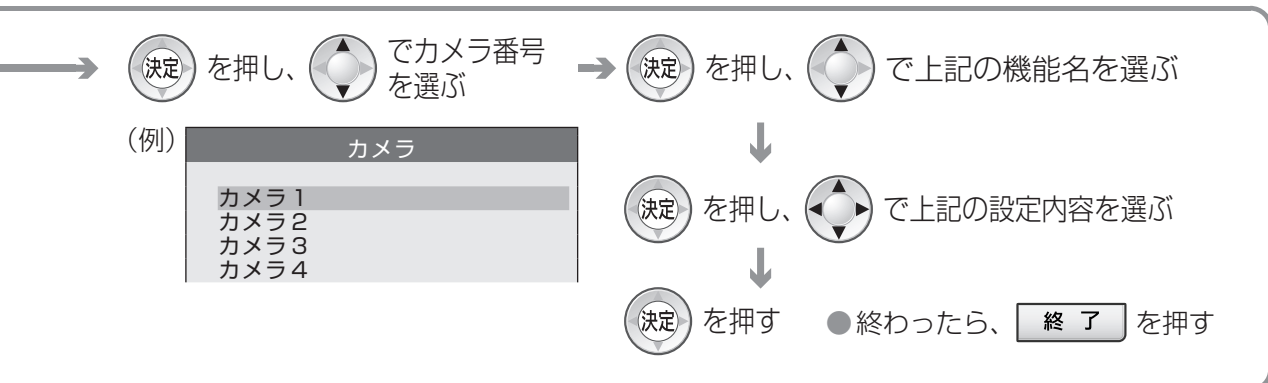 決定 を押し、 でカメラ番号
を選ぶ
(例)
カメラ
カメラ1
カメラ2
カメラ3
カメラ4
決定 を押し、 で上記の機能名を選ぶ
決定 を押し、 で上記の設定内容を選ぶ
決定 を押す
●終わったら、 終 了 を押す